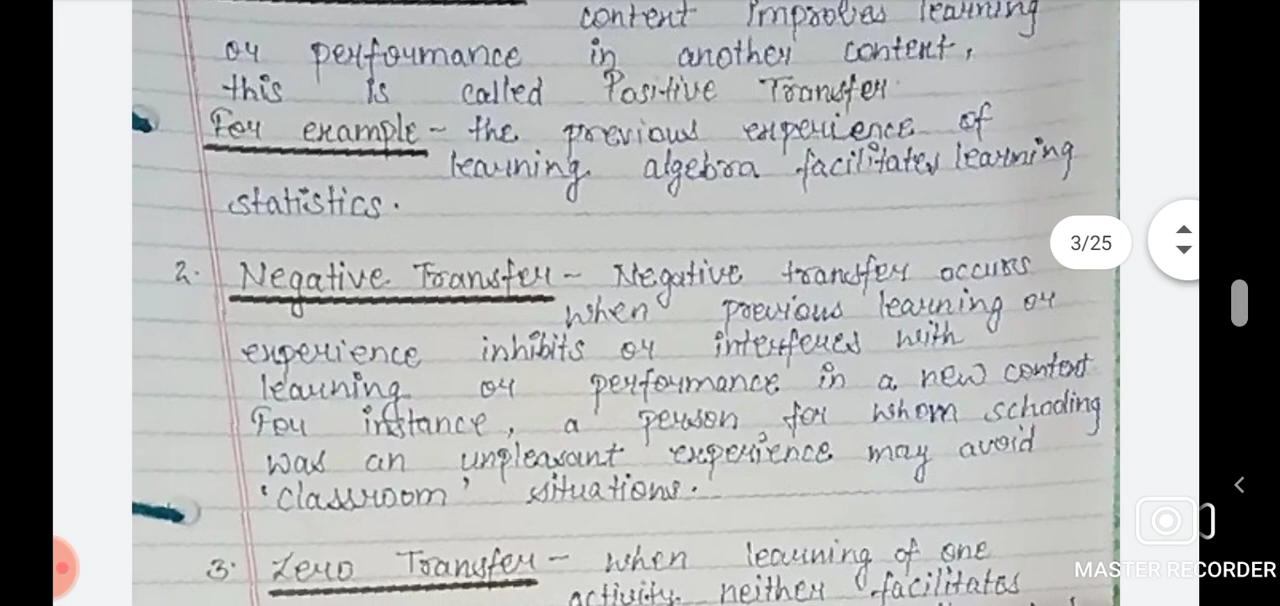 content improves learning
or performance in another content,
this is called Positive Transfer.
For example - the previous experience of
learning algebra facilitates learning
statistics.
3/25
2. Negative Transfer - Negative transfer occurs
when previous learning or
experience inhibits or interferes with
learning or performance in a new context
For instance, a person for whom schooling
was an unpleasant experience may avoid
'classroom' situations.
3. Zero Transfer - when learning of one
activity neither facilitates
MASTER RECORDER